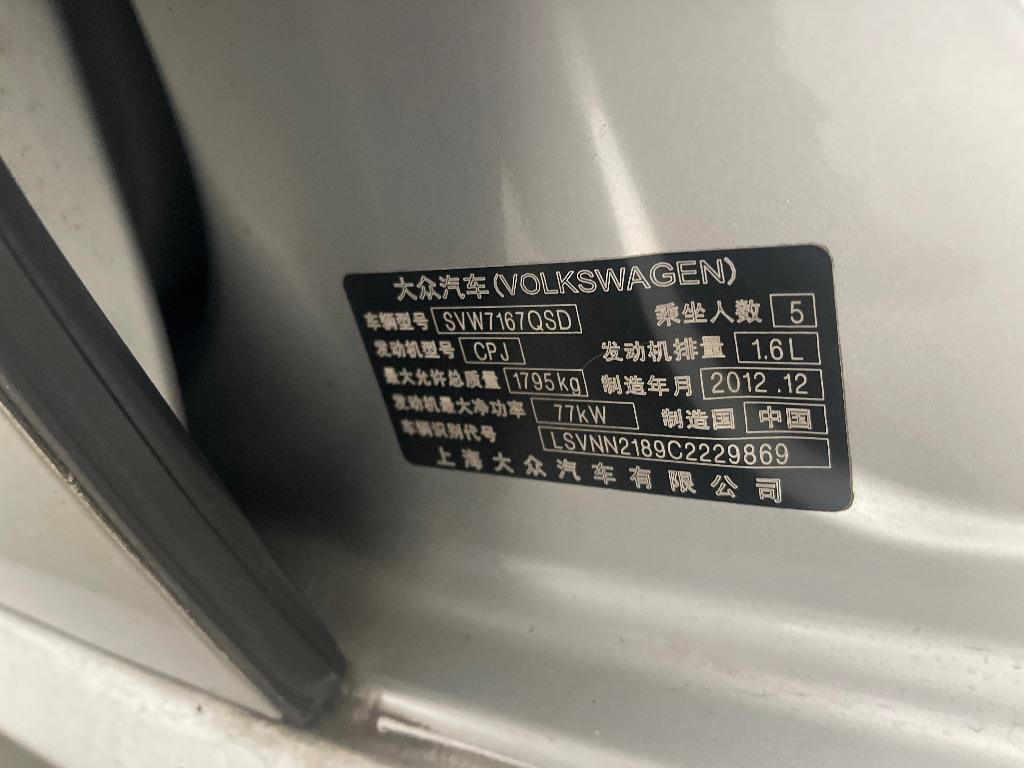 大众汽车(VOLKSWAGEN)
车辆型号 SVW7167QSD 乘坐人数 5
发动机型号 CPJ 发动机排量 1.6L
最大允许总质量 1795kg 制造年月 2012.12
发动机最大净功率 77kW 制造国 中国
车辆识别代号 LSVNN2189C2229869
上海大众汽车有限公司